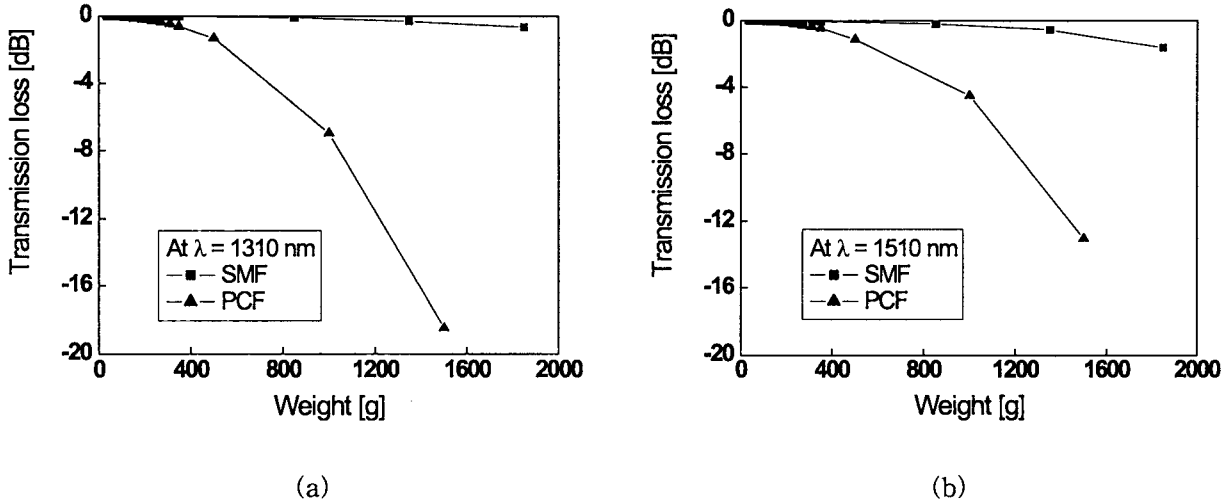 Transmission loss [dB]
0
-4
-8
-12
-16
-20
At λ = 1310 nm
SMF
PCF
0 400 800 1200 1600 2000
Weight [g]
(a)
Transmission loss [dB]
0
-4
-8
-12
-16
-20
At λ = 1510 nm
SMF
PCF
0 400 800 1200 1600 2000
Weight [g]
(b)